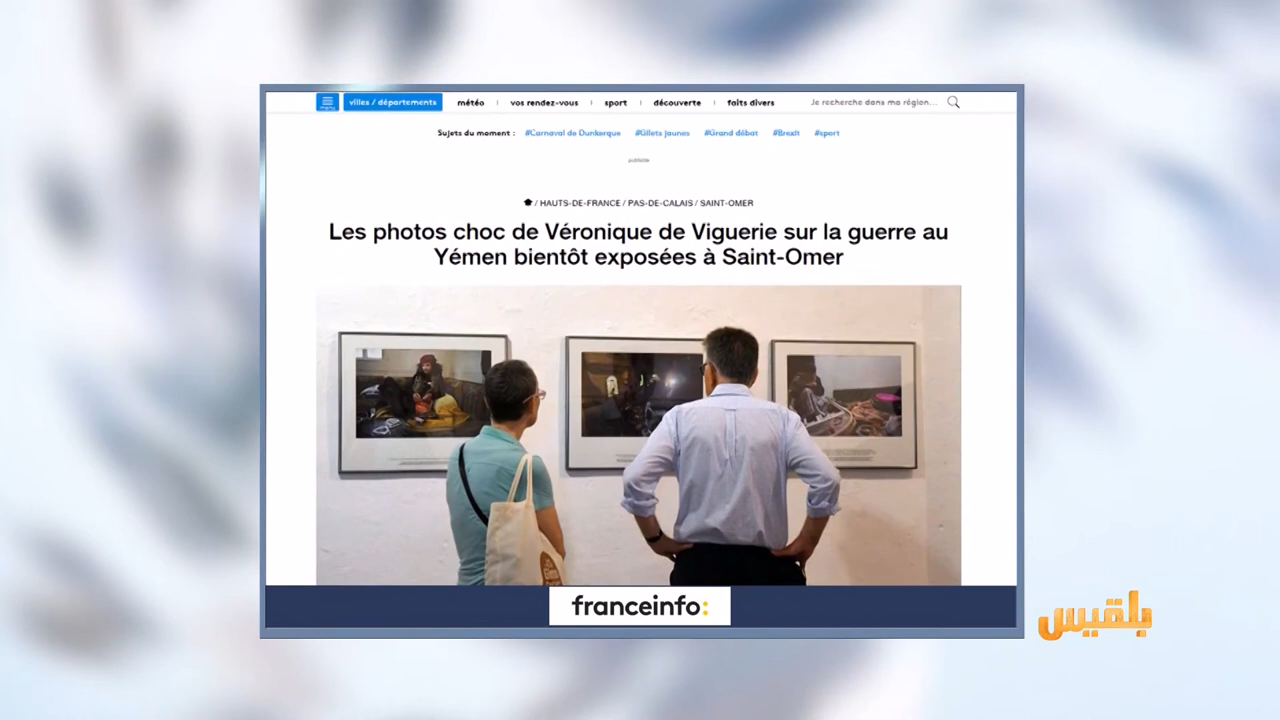 menu villes / départements météo vos rendez-vous sport découverte faits divers Je recherche dans ma région...
Sujets du moment : #Carnaval de Dunkerque #Gilets jaunes #Grand débat #Brexit #sport
publicité
/ HAUTS-DE-FRANCE / PAS-DE-CALAIS / SAINT-OMER
Les photos choc de Véronique de Viguerie sur la guerre au
Yémen bientôt exposées à Saint-Omer
franceinfo:
بلقيس